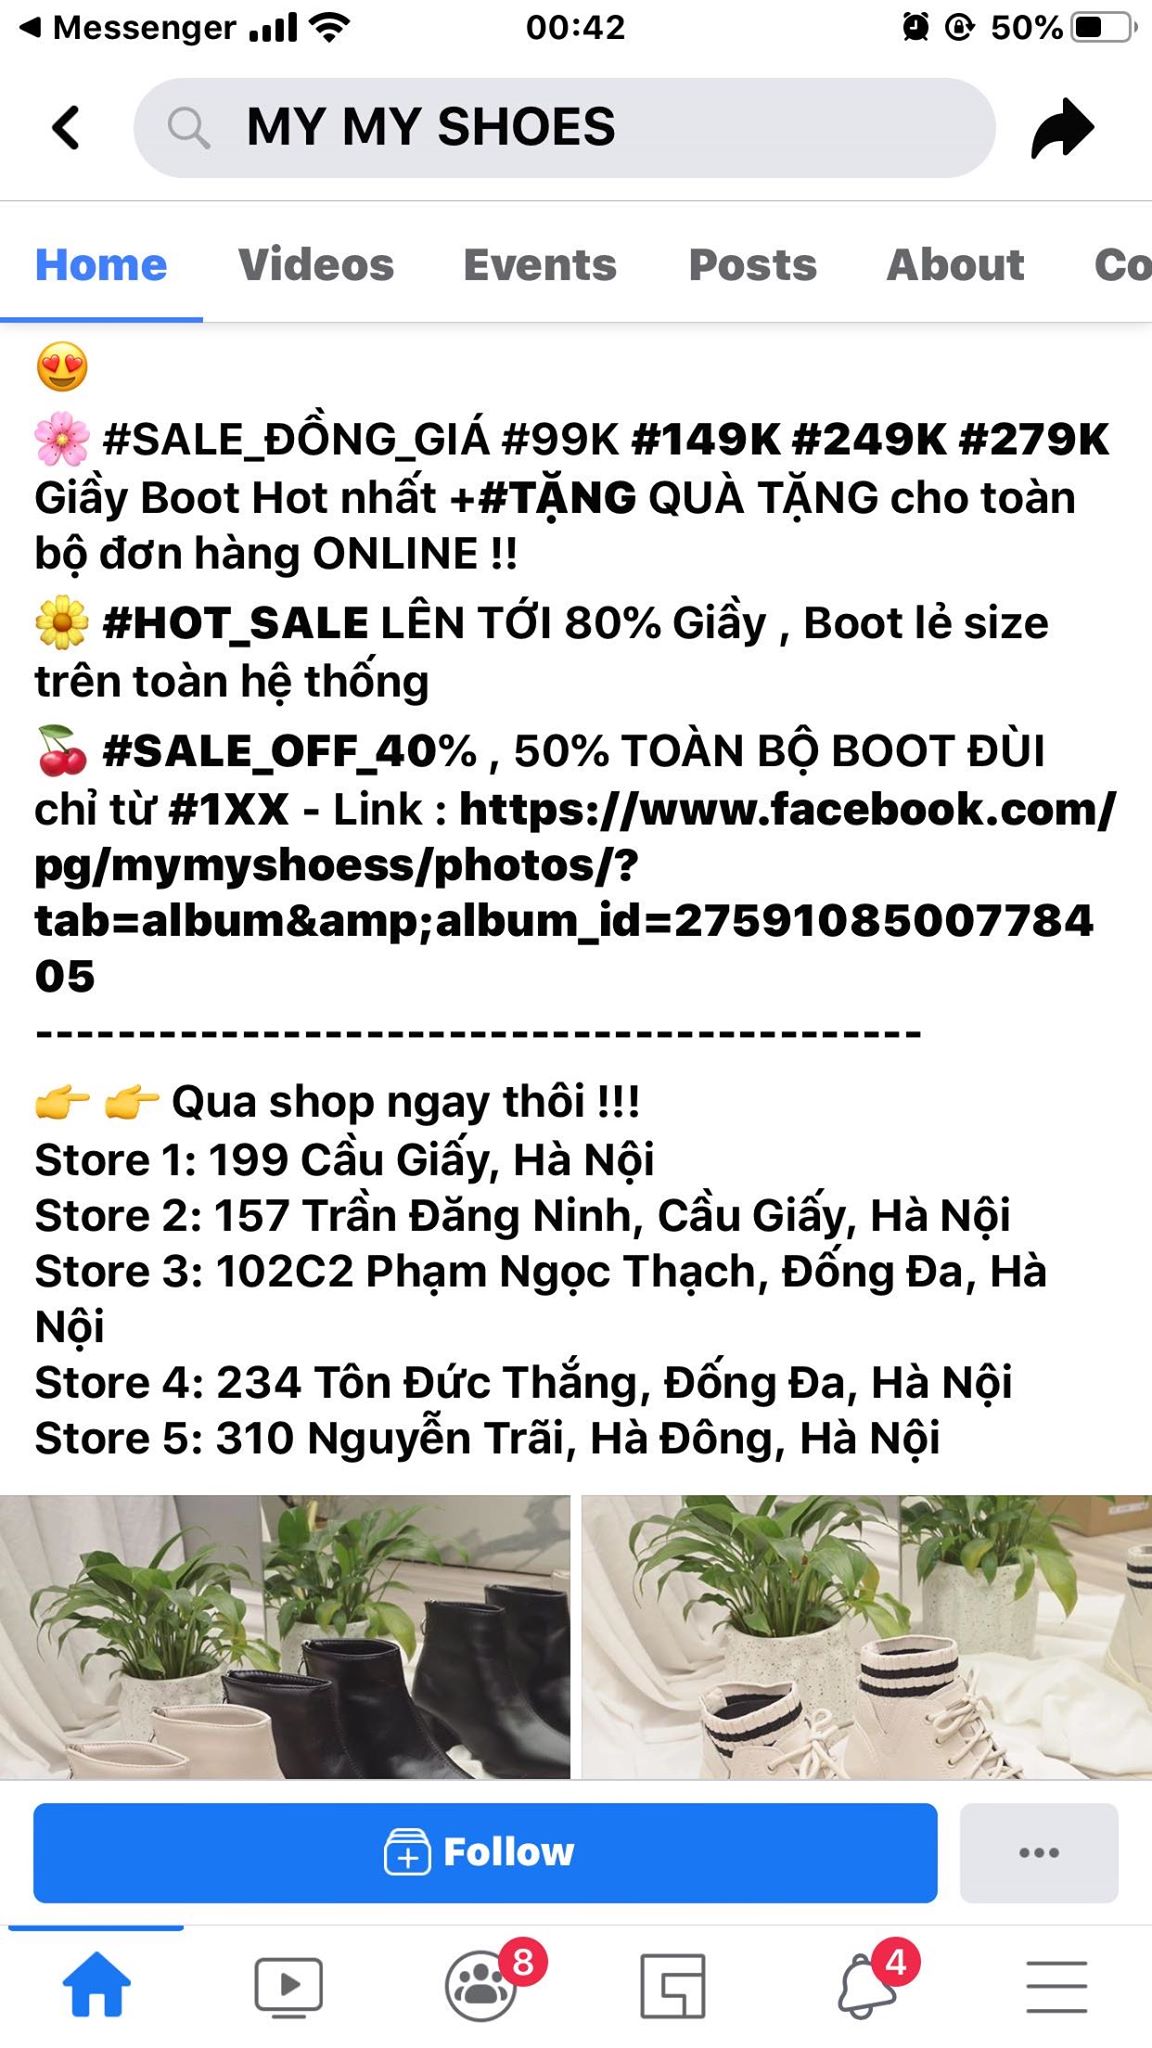 Messenger
00:42
50%
MY MY SHOES
Home Videos Events Posts About Co
😍
🌸 #SALE_ĐỒNG_GIÁ #99K #149K #249K #279K
Giầy Boot Hot nhất +#TẶNG QUÀ TẶNG cho toàn
bộ đơn hàng ONLINE !!
🌼 #HOT_SALE LÊN TỚI 80% Giầy , Boot lẻ size
trên toàn hệ thống
🍒 #SALE_OFF_40% , 50% TOÀN BỘ BOOT ĐÙI
chỉ từ #1XX - Link : https://www.facebook.com/
pg/mymyshoess/photos/?
tab=album&amp;album_id=27591085007784
05
-------------------------------------------
👉 👉 Qua shop ngay thôi !!!
Store 1: 199 Cầu Giấy, Hà Nội
Store 2: 157 Trần Đăng Ninh, Cầu Giấy, Hà Nội
Store 3: 102C2 Phạm Ngọc Thạch, Đống Đa, Hà
Nội
Store 4: 234 Tôn Đức Thắng, Đống Đa, Hà Nội
Store 5: 310 Nguyễn Trãi, Hà Đông, Hà Nội
Follow
8
4